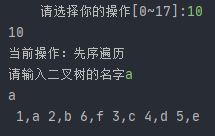 请选择你的操作[0~17]:10
10
当前操作：先序遍历
请输入二叉树的名字a
a
1,a 2,b 6,f 3,c 4,d 5,e